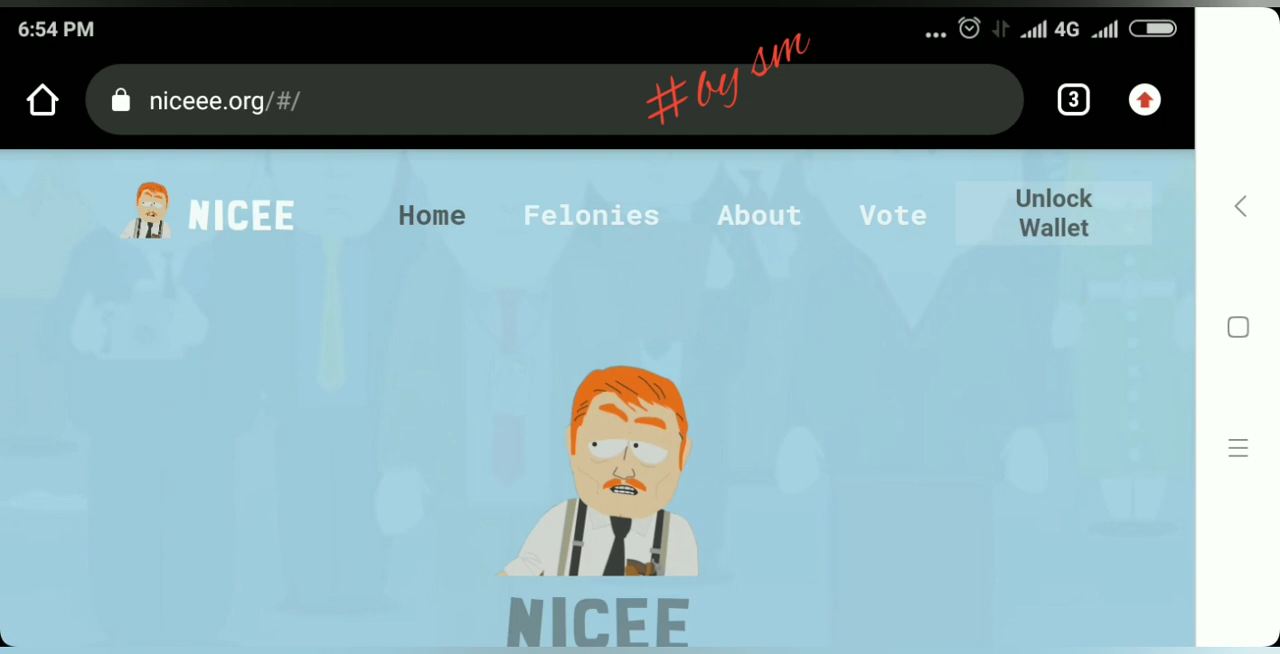 6:54 PM
4G
niceee.org/#/
3
#by sm
NICEE
Home
Felonies
About
Vote
Unlock
Wallet
NICEE